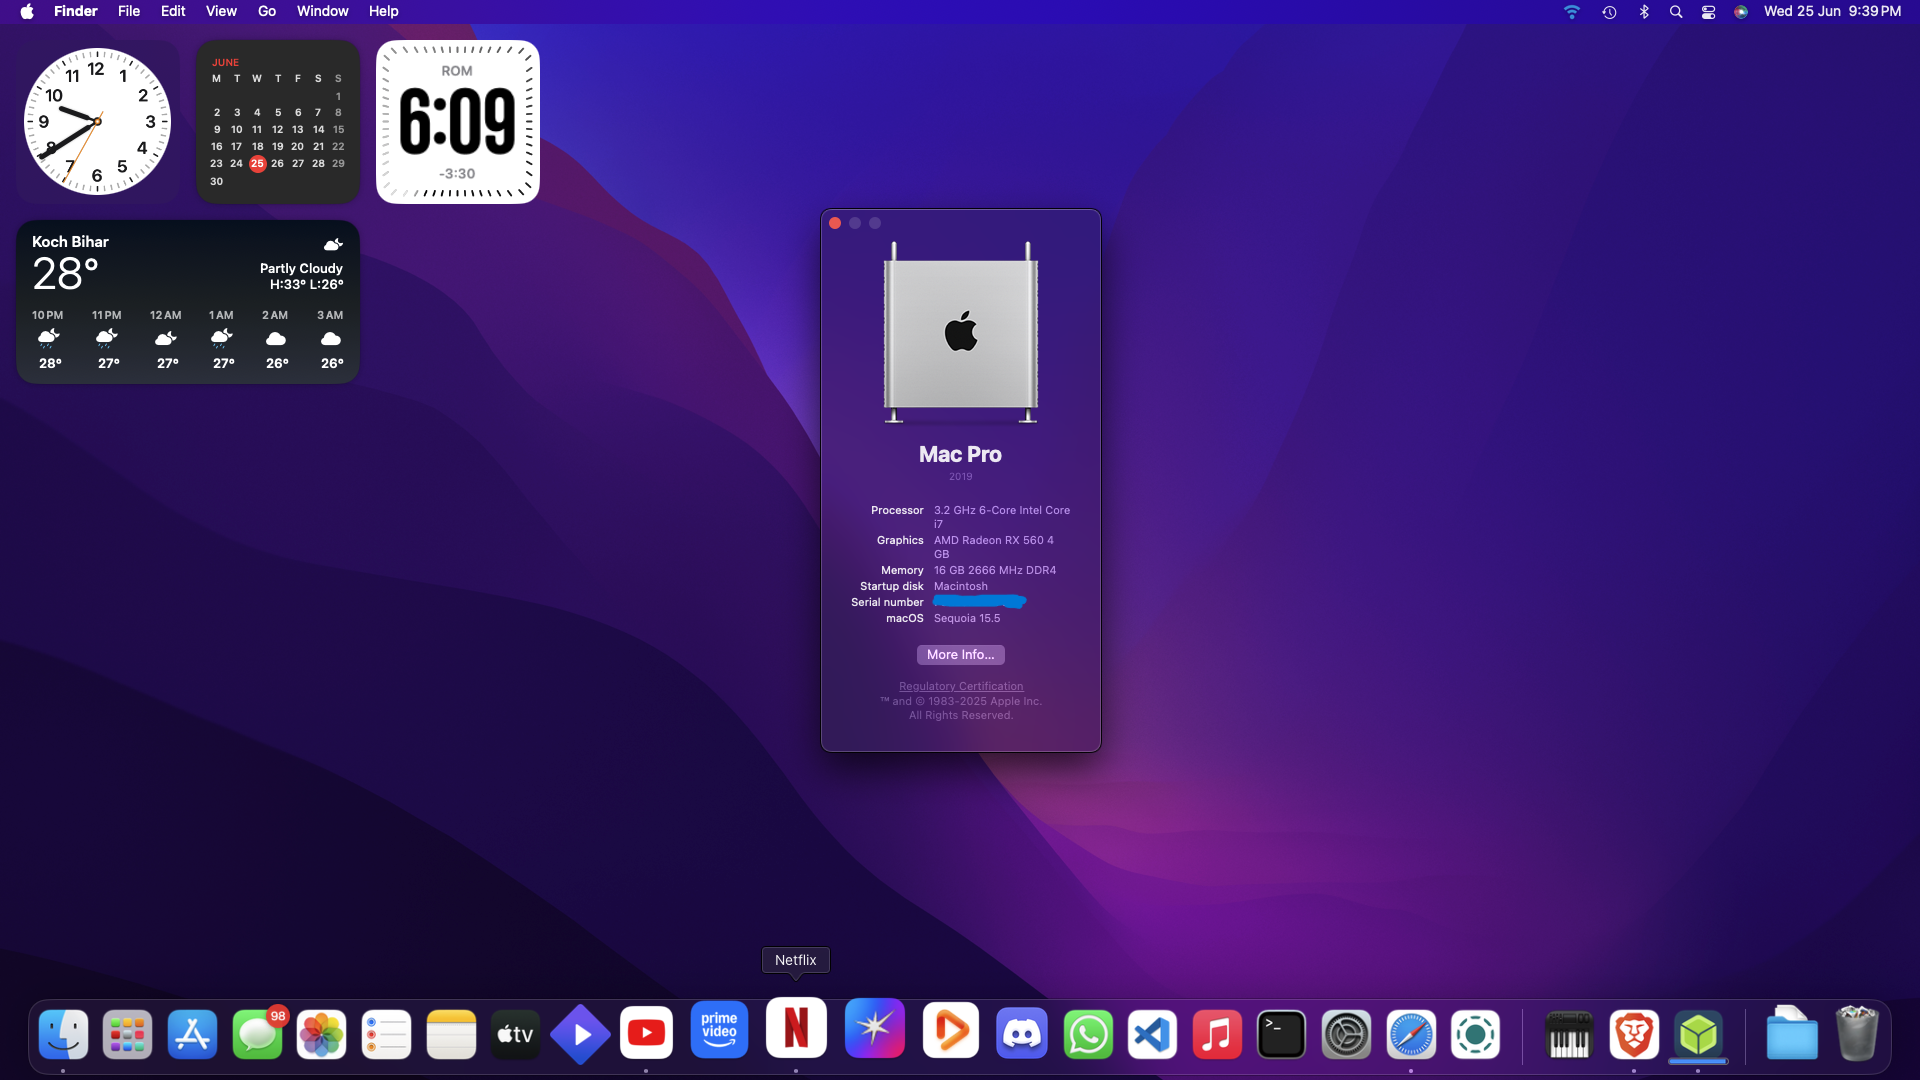 Finder File Edit View Go Window Help
Wed 25 Jun 9:39 PM
12
1
2
3
4
5
6
7
8
9
10
11
JUNE
M T W T F S S
1
2 3 4 5 6 7 8
9 10 11 12 13 14 15
16 17 18 19 20 21 22
23 24 25 26 27 28 29
30
ROM
6:09
-3:30
Koch Bihar
28°
Partly Cloudy
H:33° L:26°
10 PM 11 PM 12 AM 1 AM 2 AM 3 AM
28° 27° 27° 27° 26° 26°
Mac Pro
2019
Processor 3.2 GHz 6-Core Intel Core
i7
Graphics AMD Radeon RX 560 4
GB
Memory 16 GB 2666 MHz DDR4
Startup disk Macintosh
Serial number
macOS Sequoia 15.5
More Info...
Regulatory Certification
™ and © 1983-2025 Apple Inc.
All Rights Reserved.
Netflix
98
tv
prime
video
N
>_